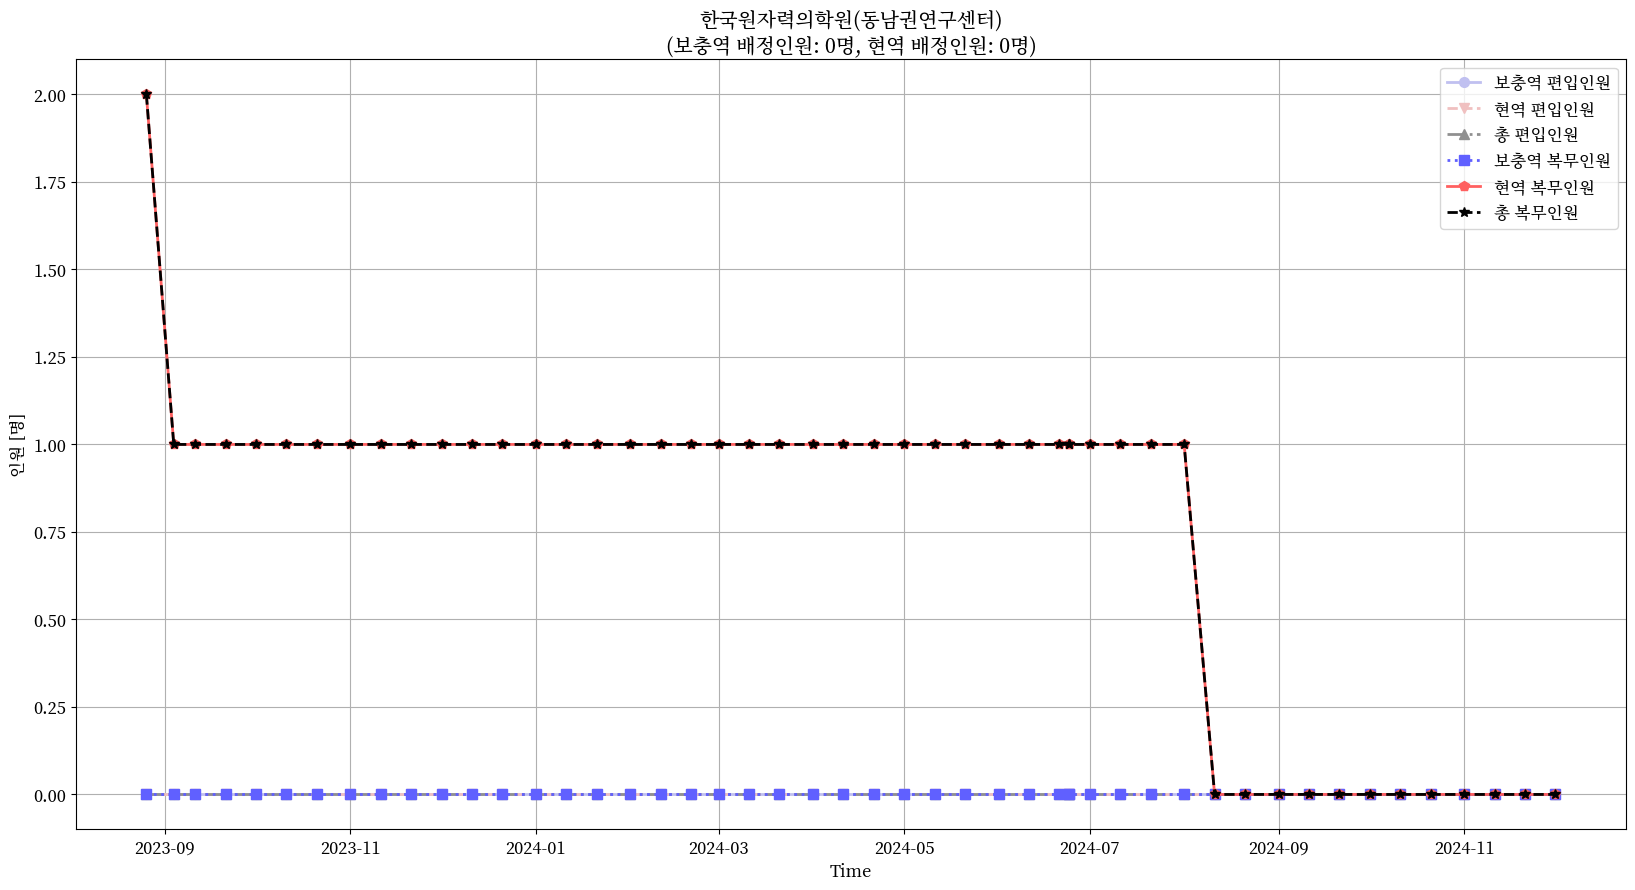 한국원자력의학원(동남권연구센터)
(보충역 배정인원: 0명, 현역 배정인원: 0명)
보충역 편입인원
현역 편입인원
총 편입인원
보충역 복무인원
현역 복무인원
총 복무인원
인원 [명]
2.00
1.75
1.50
1.25
1.00
0.75
0.50
0.25
0.00
2023-09
2023-11
2024-01
2024-03
2024-05
2024-07
2024-09
2024-11
Time